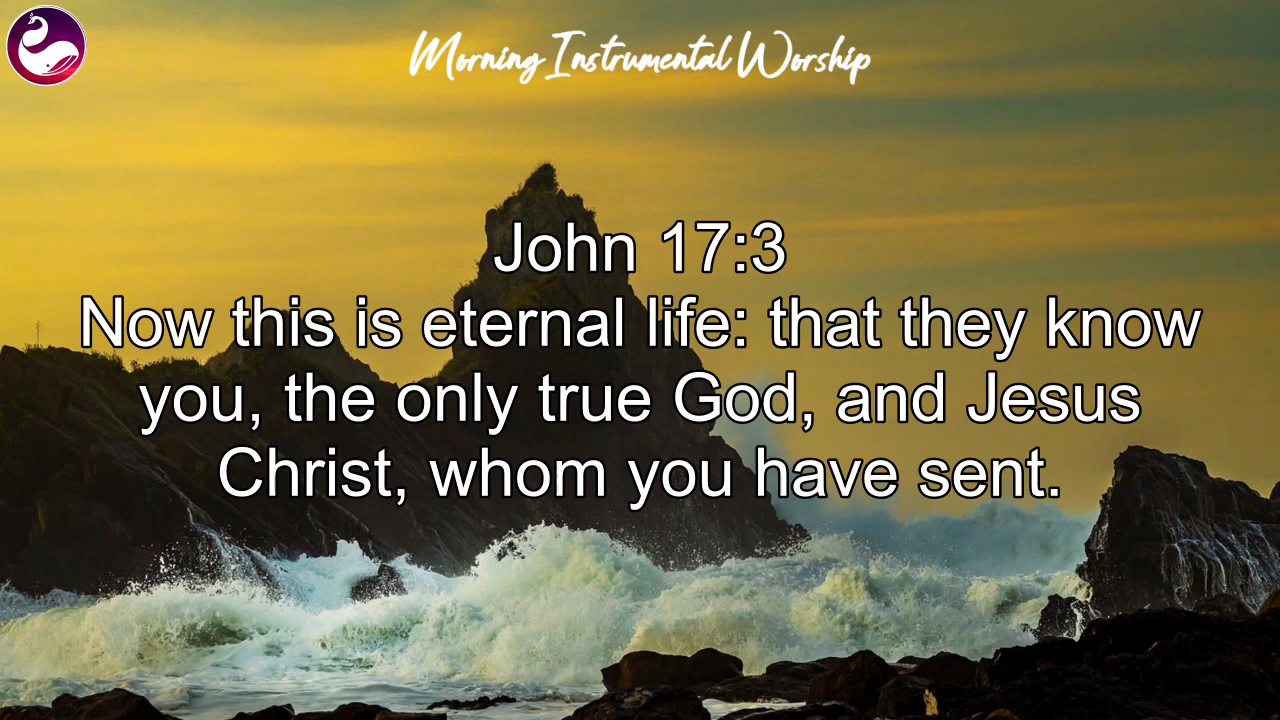 Morning Instrumental Worship
John 17:3
Now this is eternal life: that they know
you, the only true God, and Jesus
Christ, whom you have sent.